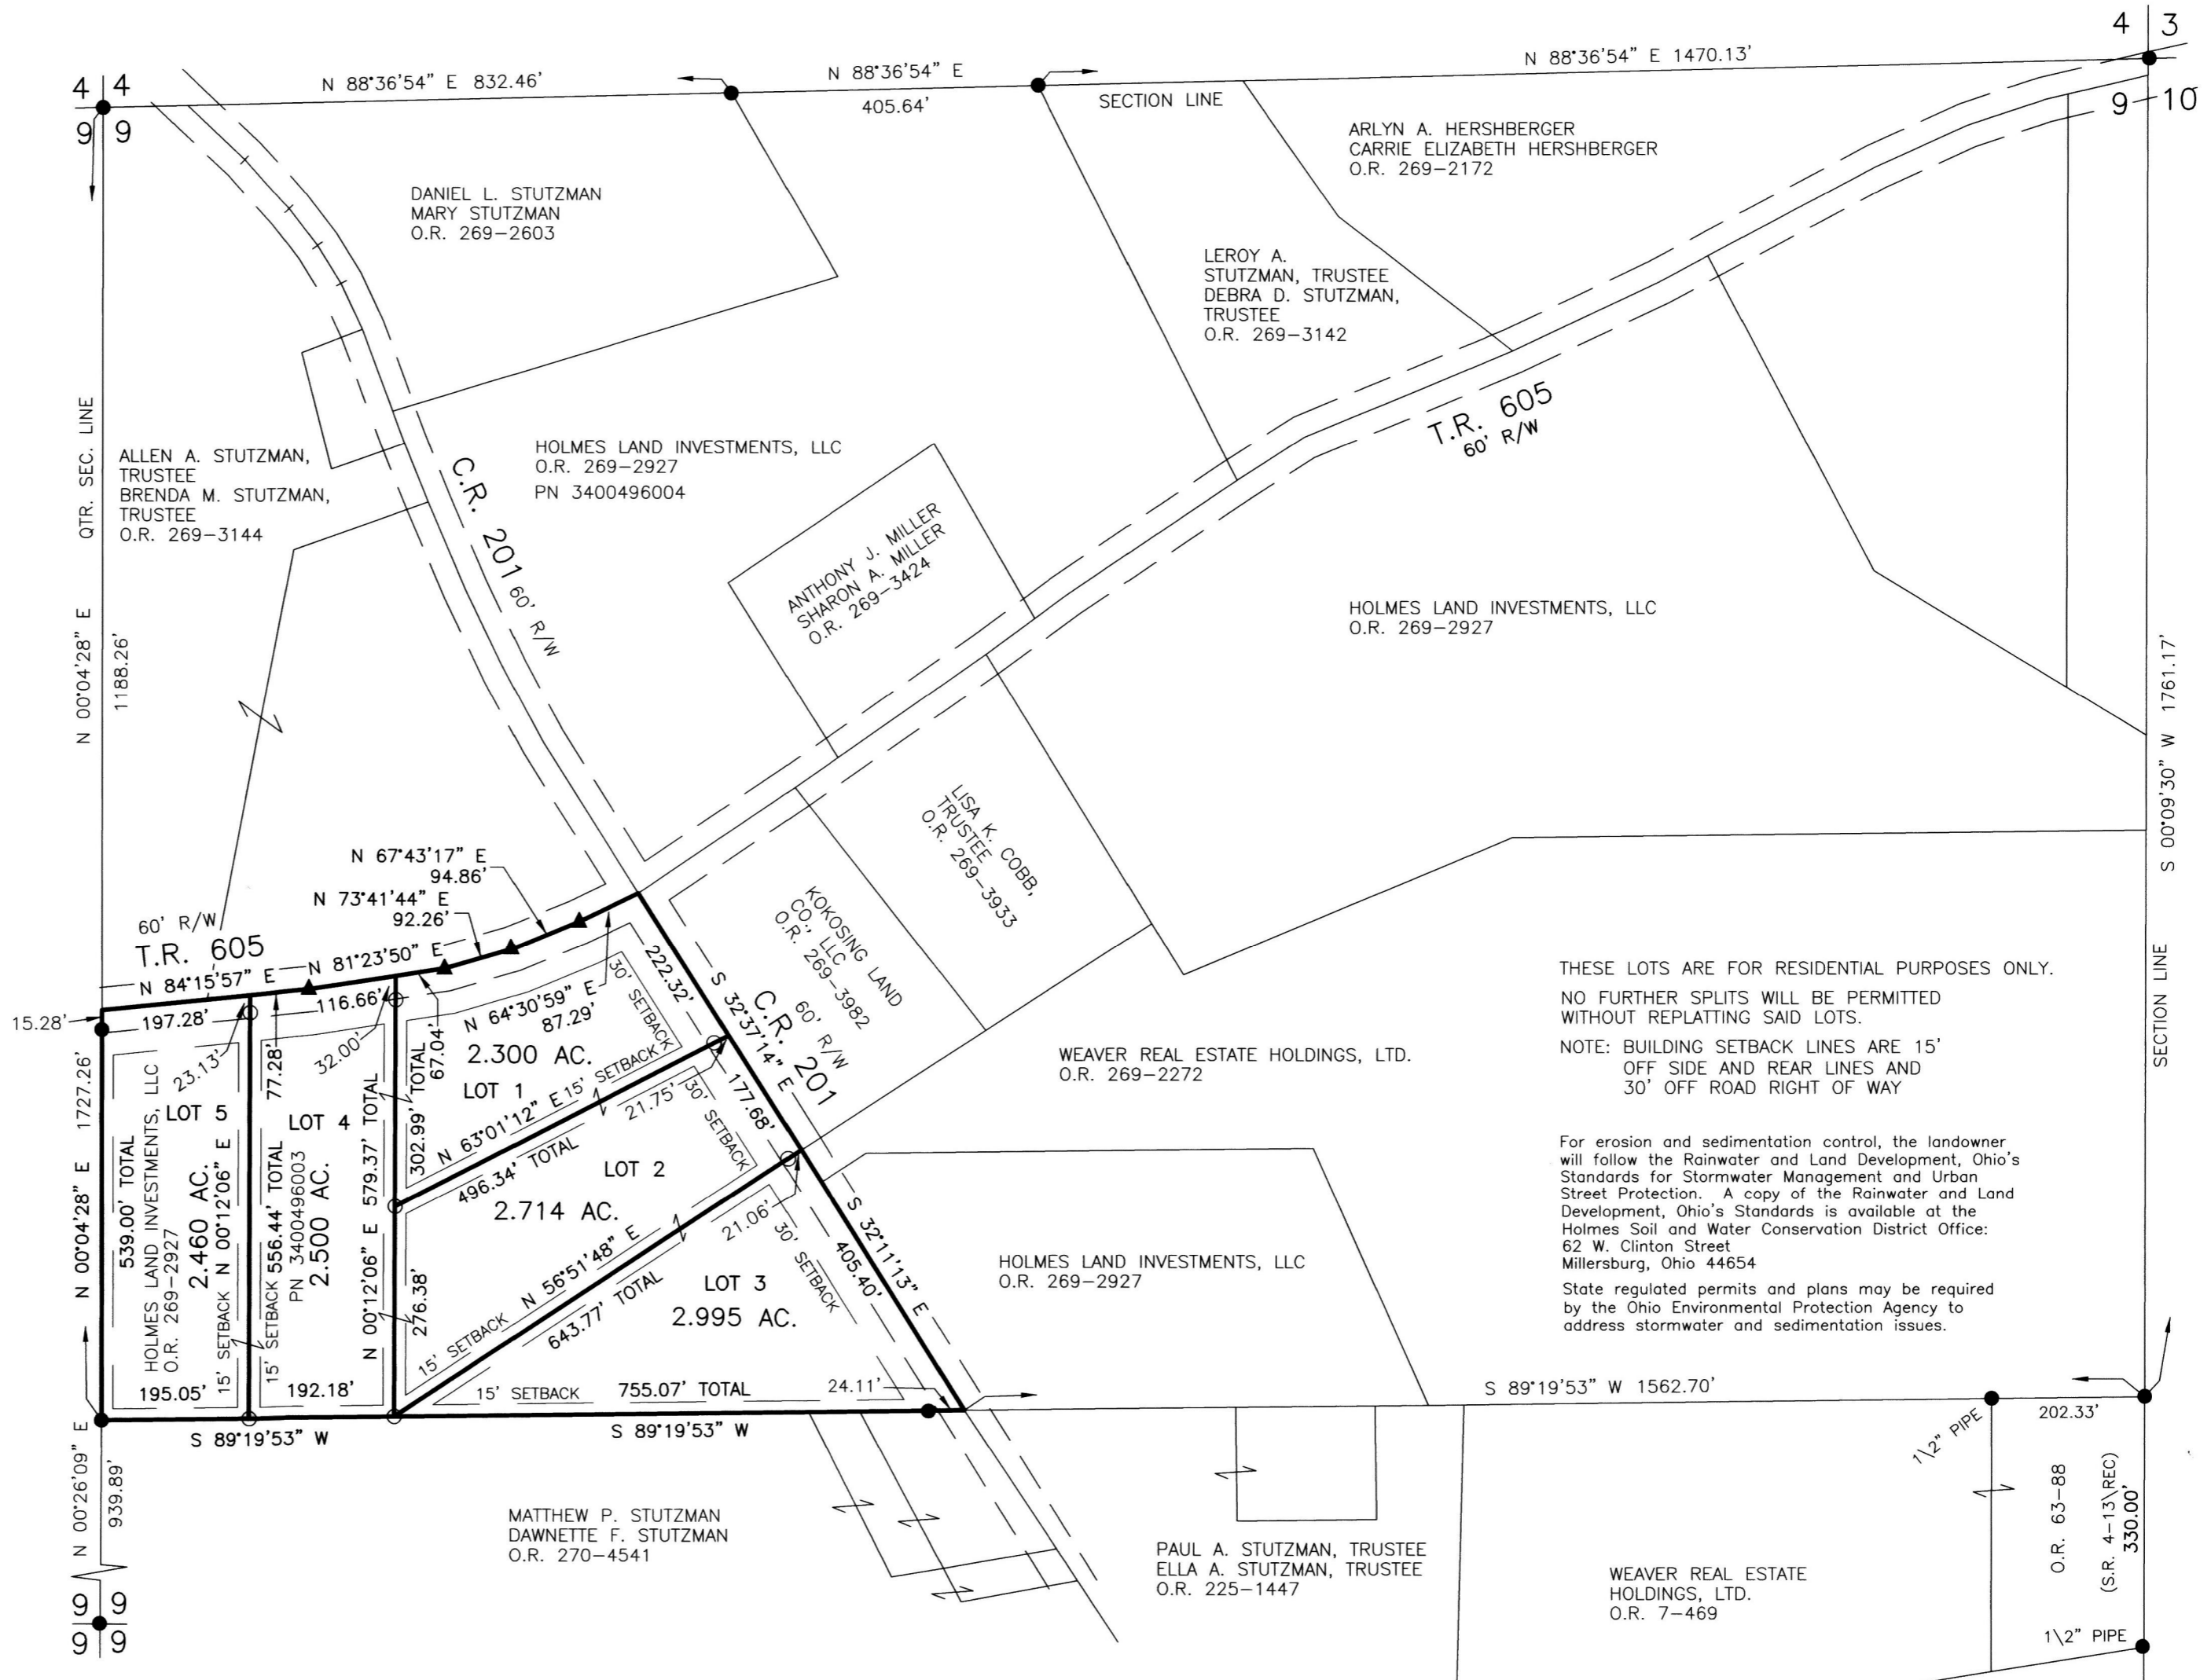 4 | 3
N 88°36'54" E 1470.13'
N 88°36'54" E
405.64'
N 88°36'54" E 832.46'
4 | 4
9 | 9
9 10
SECTION LINE
ARLYN A. HERSHBERGER
CARRIE ELIZABETH HERSHBERGER
O.R. 269-2172
DANIEL L. STUTZMAN
MARY STUTZMAN
O.R. 269-2603
LEROY A.
STUTZMAN, TRUSTEE
DEBRA D. STUTZMAN,
TRUSTEE
O.R. 269-3142
T.R. 605
60' R/W
QTR. SEC. LINE
N 00°04'28" E
1188.26'
ALLEN A. STUTZMAN,
TRUSTEE
BRENDA M. STUTZMAN,
TRUSTEE
O.R. 269-3144
C.R. 201 60' R/W
HOLMES LAND INVESTMENTS, LLC
O.R. 269-2927
PN 3400496004
ANTHONY J. MILLER
SHARON A. MILLER
O.R. 269-3424
HOLMES LAND INVESTMENTS, LLC
O.R. 269-2927
S 00°09'30" W 1761.17'
SECTION LINE
LISA K. COBB,
TRUSTEE
O.R. 269-3933
KOKOSING LAND
CO., LLC
O.R. 269-3982
N 67°43'17" E
94.86'
N 73°41'44" E
92.26'
60' R/W
T.R. 605
N 84°15'57" E
N 81°23'50" E
15.28'
197.28'
116.66'
23.13'
77.28'
32.00'
67.04'
N 64°30'59" E
87.29'
30' SETBACK
222.32'
S 32°37'14" E
C.R. 201
60' R/W
2.300 AC.
LOT 1
15' SETBACK
302.99' TOTAL
N 63°01'12" E
496.34' TOTAL
21.75'
177.68'
30' SETBACK
LOT 2
2.714 AC.
N 56°51'48" E
643.77' TOTAL
21.06'
15' SETBACK
276.38'
LOT 3
2.995 AC.
30' SETBACK
405.40'
S 32°11'13" E
15' SETBACK
755.07' TOTAL
24.11'
S 89°19'53" W
N 00°04'28" E 1727.26'
539.00' TOTAL
HOLMES LAND INVESTMENTS, LLC
O.R. 269-2927
LOT 5
2.460 AC.
15' SETBACK
N 00°12'06" E
195.05'
15' SETBACK
556.44' TOTAL
PN 3400496003
LOT 4
2.500 AC.
192.18'
N 00°12'06" E 579.37' TOTAL
S 89°19'53" W
WEAVER REAL ESTATE HOLDINGS, LTD.
O.R. 269-2272
HOLMES LAND INVESTMENTS, LLC
O.R. 269-2927
THESE LOTS ARE FOR RESIDENTIAL PURPOSES ONLY.
NO FURTHER SPLITS WILL BE PERMITTED
WITHOUT REPLATTING SAID LOTS.
NOTE: BUILDING SETBACK LINES ARE 15'
OFF SIDE AND REAR LINES AND
30' OFF ROAD RIGHT OF WAY
For erosion and sedimentation control, the landowner
will follow the Rainwater and Land Development, Ohio's
Standards for Stormwater Management and Urban
Street Protection. A copy of the Rainwater and Land
Development, Ohio's Standards is available at the
Holmes Soil and Water Conservation District Office:
62 W. Clinton Street
Millersburg, Ohio 44654
State regulated permits and plans may be required
by the Ohio Environmental Protection Agency to
address stormwater and sedimentation issues.
S 89°19'53" W 1562.70'
202.33'
1\2" PIPE
N 00°26'09" E
939.89'
MATTHEW P. STUTZMAN
DAWNETTE F. STUTZMAN
O.R. 270-4541
PAUL A. STUTZMAN, TRUSTEE
ELLA A. STUTZMAN, TRUSTEE
O.R. 225-1447
WEAVER REAL ESTATE
HOLDINGS, LTD.
O.R. 7-469
O.R. 63-88
(S.R. 4-13\REC)
330.00'
1\2" PIPE
9 | 9
9 | 9